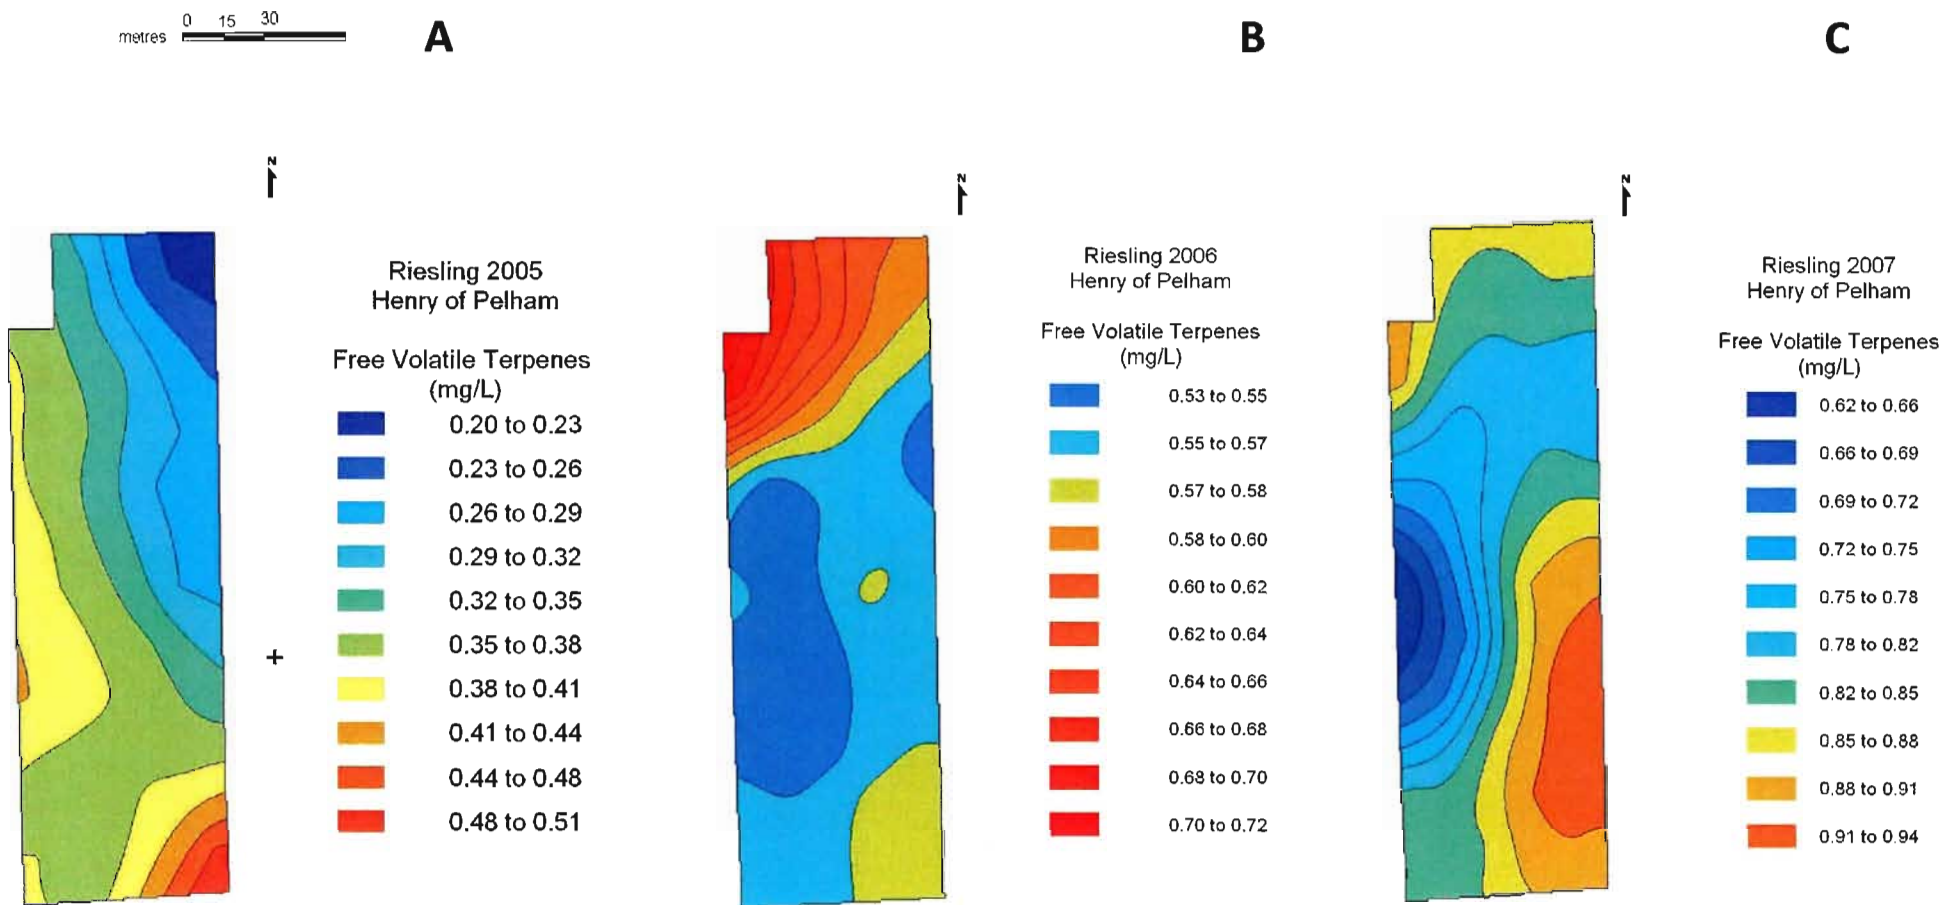 metres 0 15 30
A
B
C
N
N
N
Riesling 2005
Henry of Pelham
Free Volatile Terpenes
(mg/L)
0.20 to 0.23
0.23 to 0.26
0.26 to 0.29
0.29 to 0.32
0.32 to 0.35
0.35 to 0.38
0.38 to 0.41
0.41 to 0.44
0.44 to 0.48
0.48 to 0.51
+
Riesling 2006
Henry of Pelham
Free Volatile Terpenes
(mg/L)
0.53 to 0.55
0.55 to 0.57
0.57 to 0.58
0.58 to 0.60
0.60 to 0.62
0.62 to 0.64
0.64 to 0.66
0.66 to 0.68
0.68 to 0.70
0.70 to 0.72
Riesling 2007
Henry of Pelham
Free Volatile Terpenes
(mg/L)
0.62 to 0.66
0.66 to 0.69
0.69 to 0.72
0.72 to 0.75
0.75 to 0.78
0.78 to 0.82
0.82 to 0.85
0.85 to 0.88
0.88 to 0.91
0.91 to 0.94